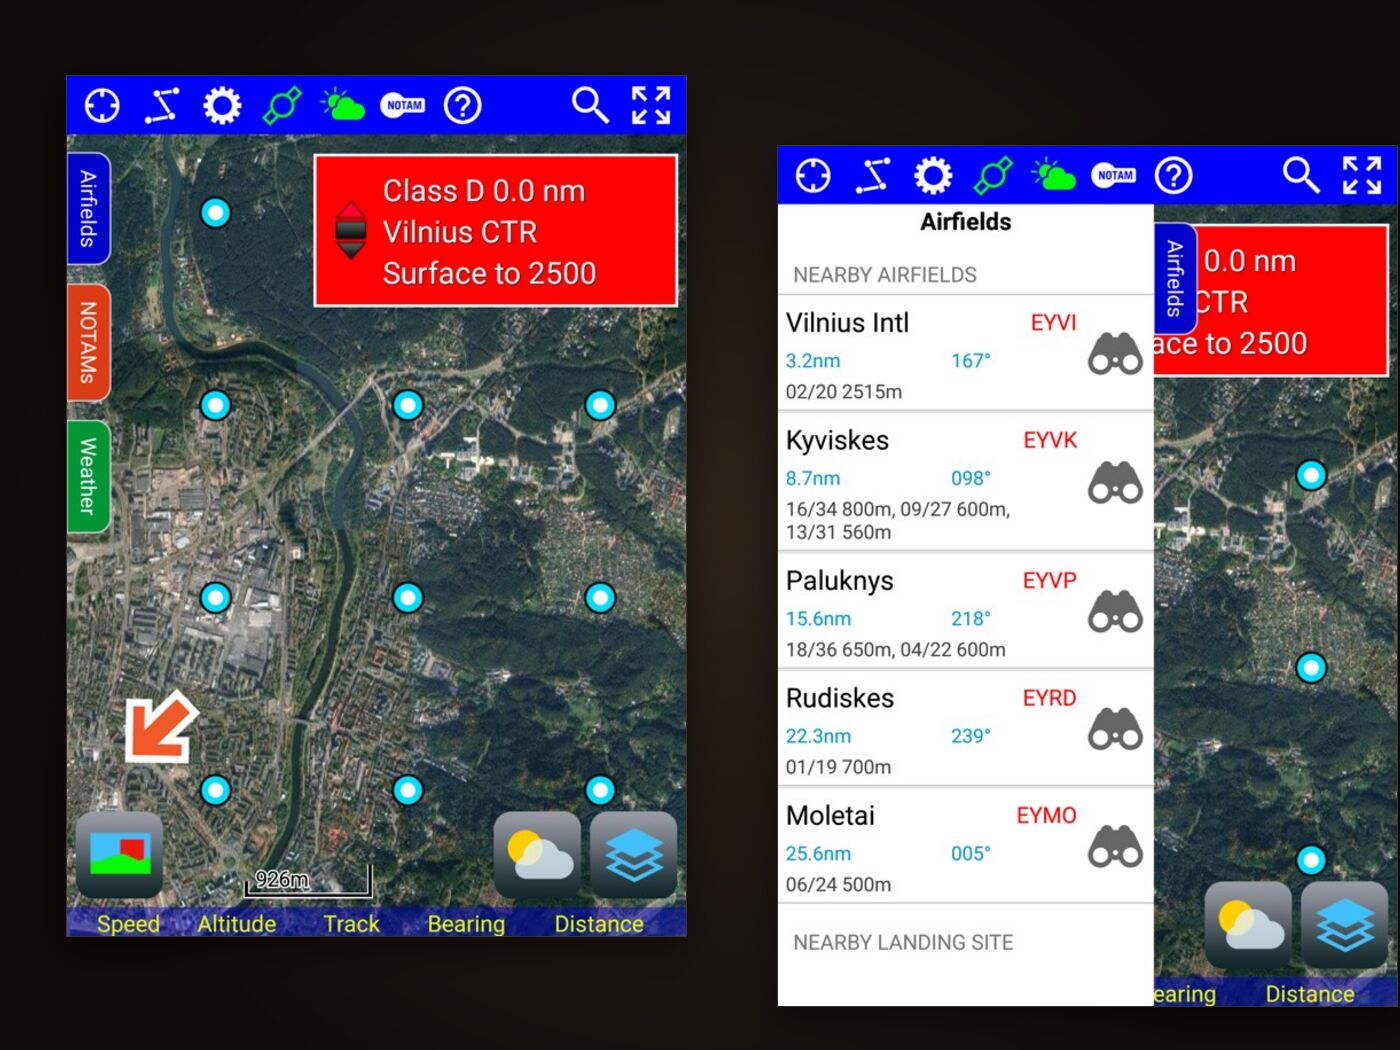 NOTAM
Airfields
NOTAMs
Weather
Class D 0.0 nm
Vilnius CTR
Surface to 2500
926m
Speed Altitude Track Bearing Distance
NOTAM
Airfields
NEARBY AIRFIELDS
Vilnius Intl EYVI
3.2nm 167°
02/20 2515m
Kyviskes EYVK
8.7nm 098°
16/34 800m, 09/27 600m,
13/31 560m
Paluknys EYVP
15.6nm 218°
18/36 650m, 04/22 600m
Rudiskes EYRD
22.3nm 239°
01/19 700m
Moletai EYMO
25.6nm 005°
06/24 500m
NEARBY LANDING SITE
Airfields
0.0 nm
CTR
ace to 2500
earing Distance